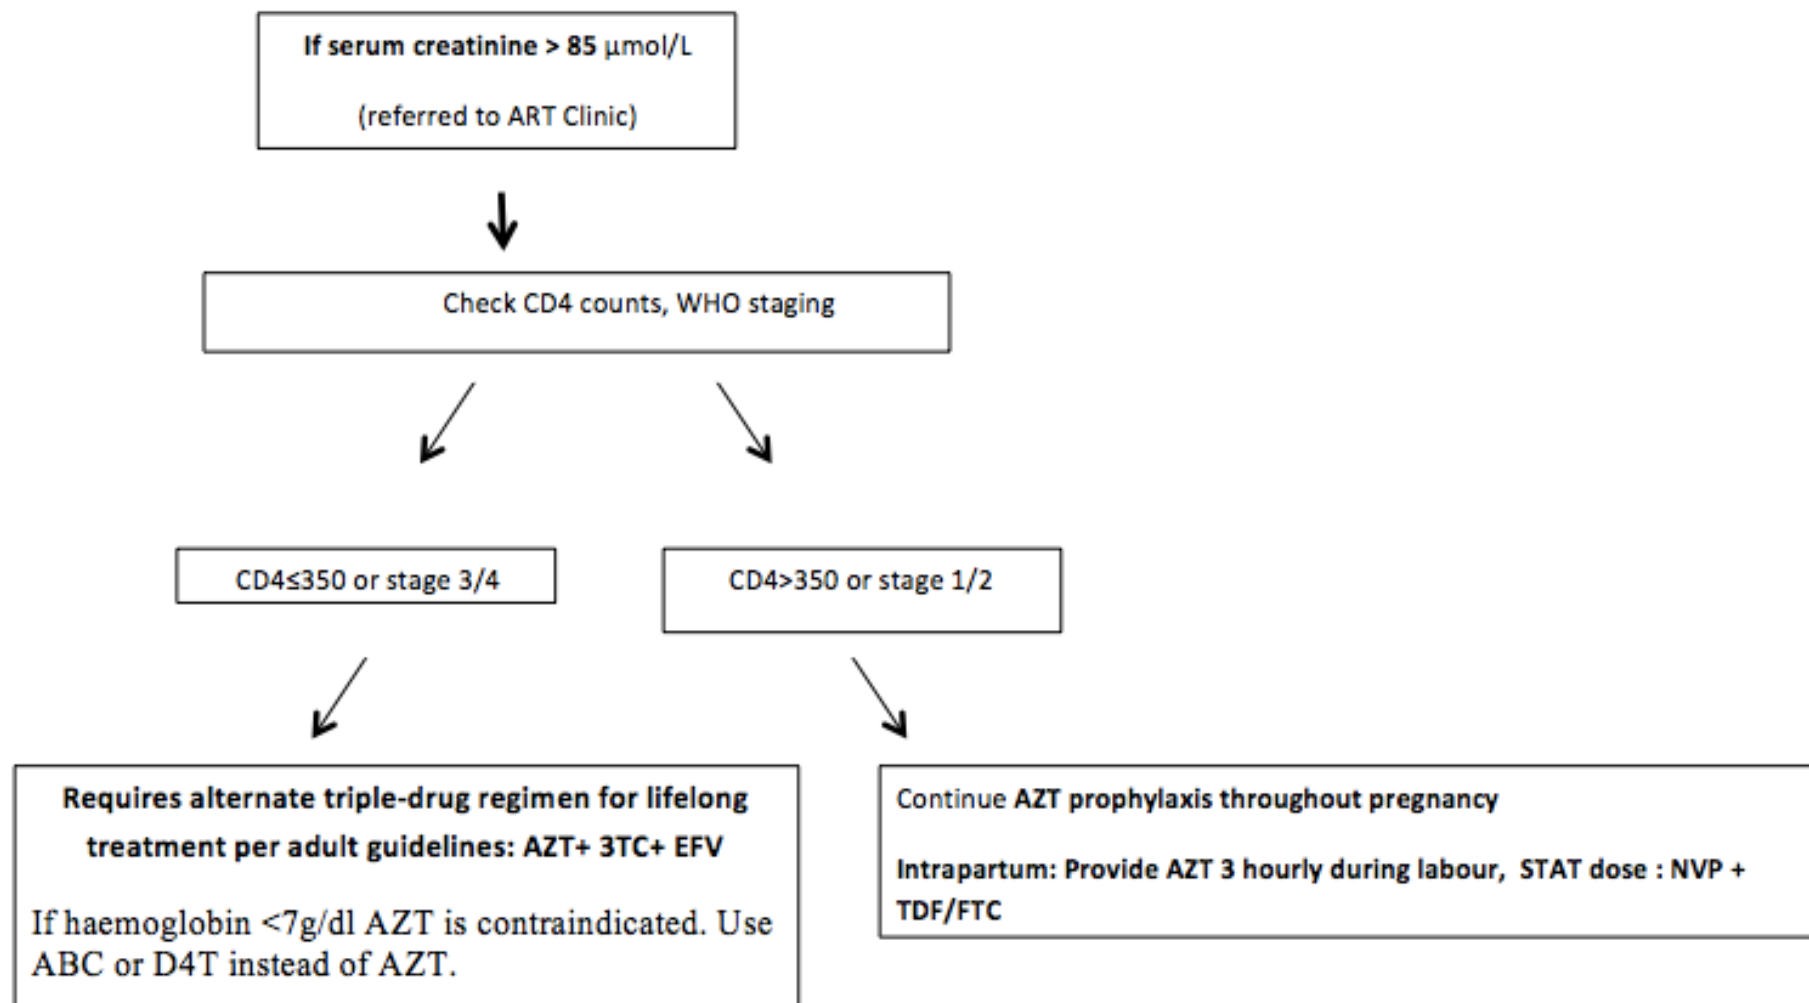 If serum creatinine > 85 µmol/L
(referred to ART Clinic)
Check CD4 counts, WHO staging
CD4≤350 or stage 3/4
CD4>350 or stage 1/2
Requires alternate triple-drug regimen for lifelong
treatment per adult guidelines: AZT+ 3TC+ EFV
If haemoglobin <7g/dl AZT is contraindicated. Use
ABC or D4T instead of AZT.
Continue AZT prophylaxis throughout pregnancy
Intrapartum: Provide AZT 3 hourly during labour, STAT dose : NVP +
TDF/FTC